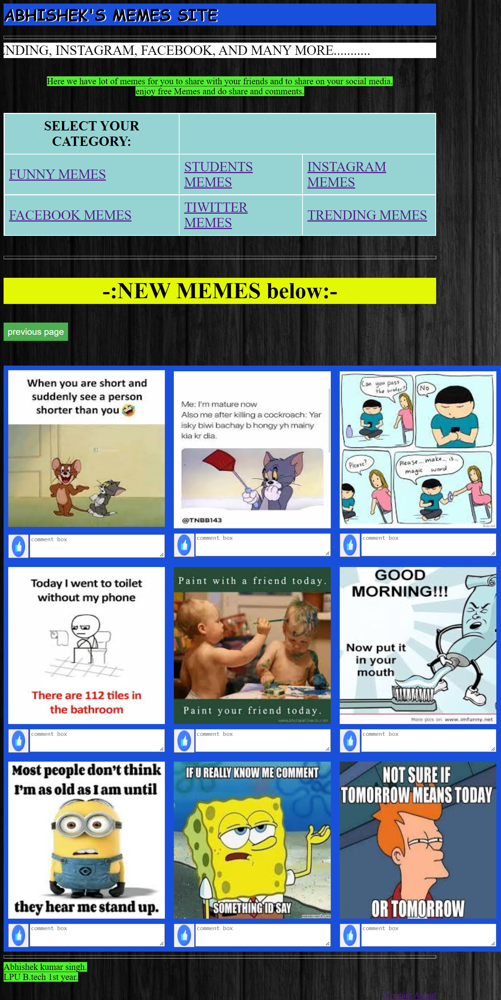 ABHISHEK'S MEMES SITE
ENDING, INSTAGRAM, FACEBOOK, AND MANY MORE...........
Here we have lot of memes for you to share with your friends and to share on your social media.
enjoy free Memes and do share and comments.
SELECT YOUR
CATEGORY:
FUNNY MEMES
STUDENTS
MEMES
INSTAGRAM
MEMES
FACEBOOK MEMES
TIWITTER
MEMES
TRENDING MEMES
-:NEW MEMES below:-
previous page
When you are short and
suddenly see a person
shorter than you 🤣
Me: I'm mature now
Also me after killing a cockroach: Yar
isky biwi bachay b hongy yh mainy
kia kr dia.
@TNBB143
Can you pass
the water?
No
Please?
Please...make...is...
magic word
comment box
comment box
comment box
Today I went to toilet
without my phone
There are 112 tiles in
the bathroom
Paint with a friend today.
Paint your friend today.
GOOD
MORNING!!!
Now put it
in your
mouth
More pics on www.imfunny.net
comment box
comment box
comment box
Most people don't think
I'm as old as I am until
they hear me stand up.
IF U REALLY KNOW ME COMMENT
SOMETHING ID SAY
NOT SURE IF
TOMORROW MEANS TODAY
OR TOMORROW
comment box
comment box
comment box
Abhishek kumar singh.
LPU B.tech 1st year.
Contact About